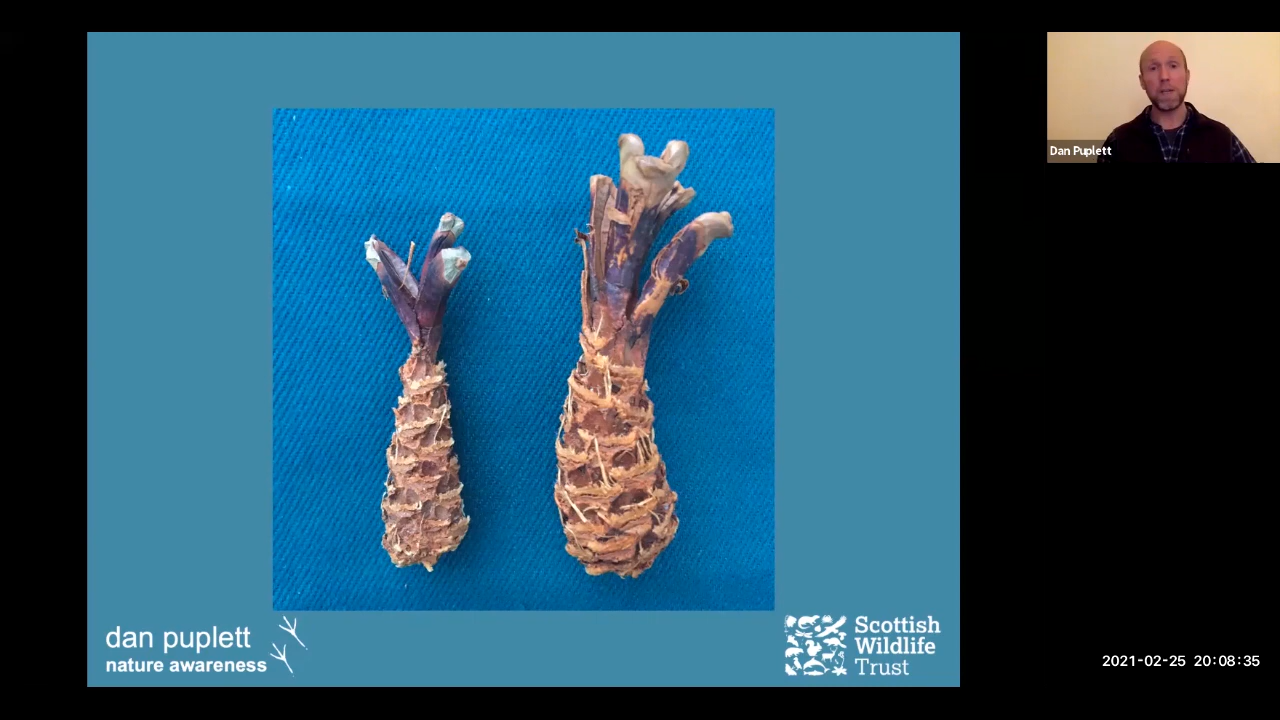 Dan Puplett
dan puplett
nature awareness
Scottish
Wildlife
Trust
2021-02-25 20:08:35